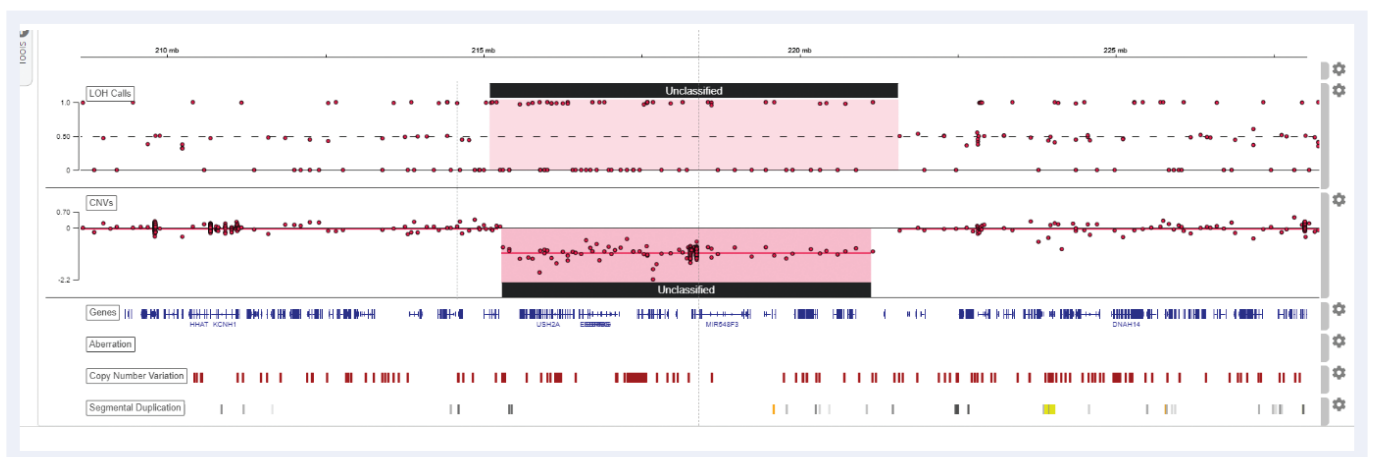 Tools
210 mb 215 mb 220 mb 225 mb
Unclassified
LOH Calls
1.0
0.50
0
CNVs
0.70
0
-2.2
Unclassified
Genes
HHAT KCNH1 USH2A MIR548F3 DNAH14
Aberration
Copy Number Variation
Segmental Duplication